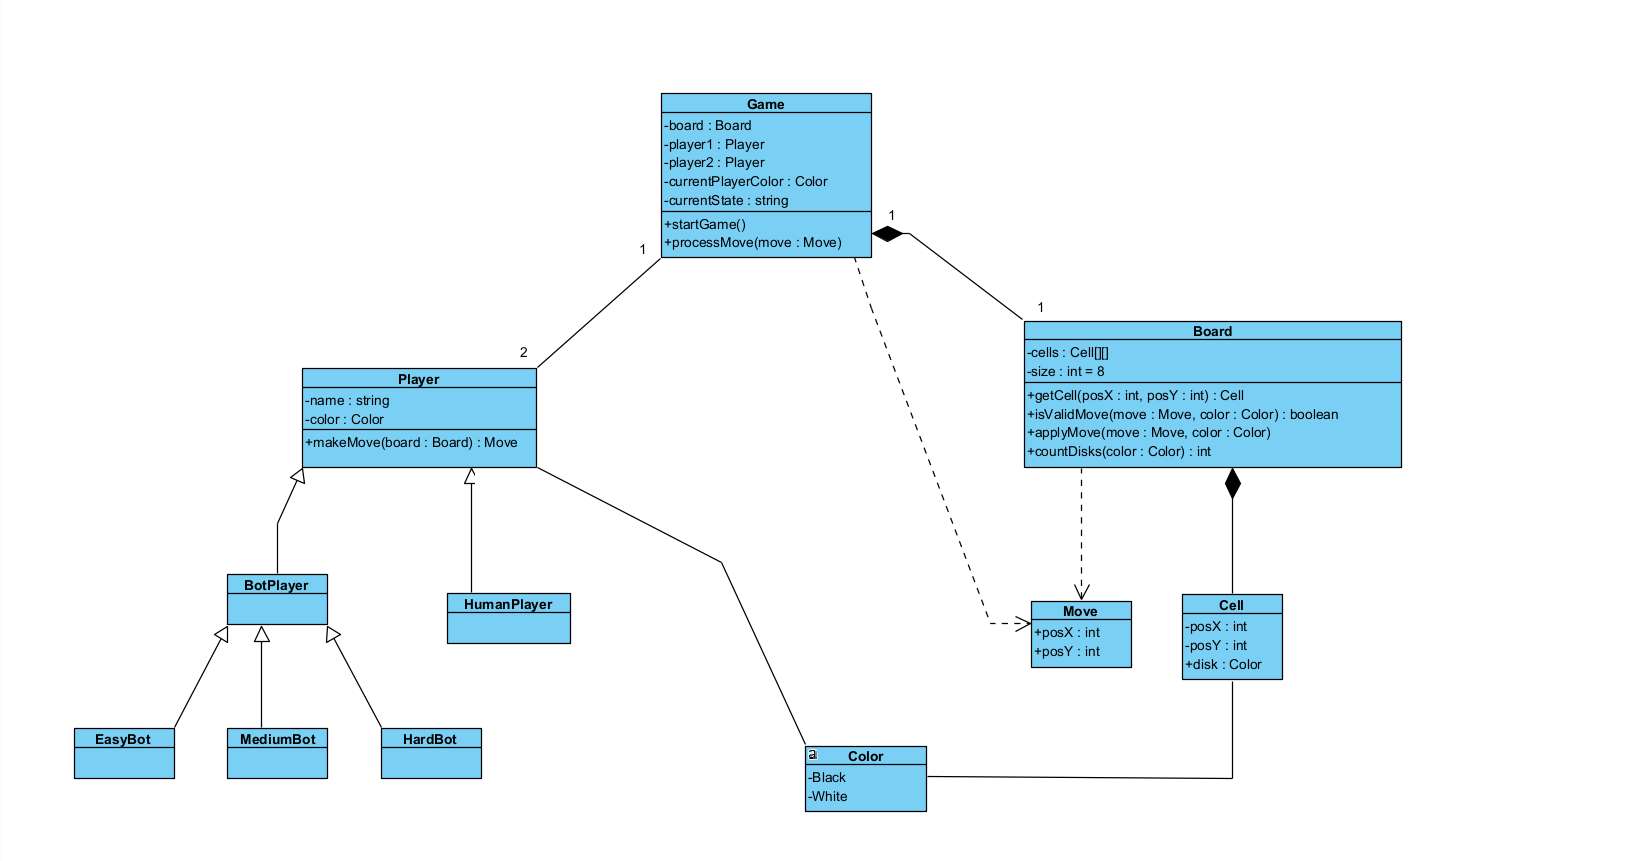 Game
-board : Board
-player1 : Player
-player2 : Player
-currentPlayerColor : Color
-currentState : string
+startGame()
+processMove(move : Move)
1
1
1
2
Board
-cells : Cell[][]
-size : int = 8
+getCell(posX : int, posY : int) : Cell
+isValidMove(move : Move, color : Color) : boolean
+applyMove(move : Move, color : Color)
+countDisks(color : Color) : int
Player
-name : string
-color : Color
+makeMove(board : Board) : Move
BotPlayer
HumanPlayer
Move
+posX : int
+posY : int
Cell
-posX : int
-posY : int
+disk : Color
EasyBot
MediumBot
HardBot
a
Color
-Black
-White